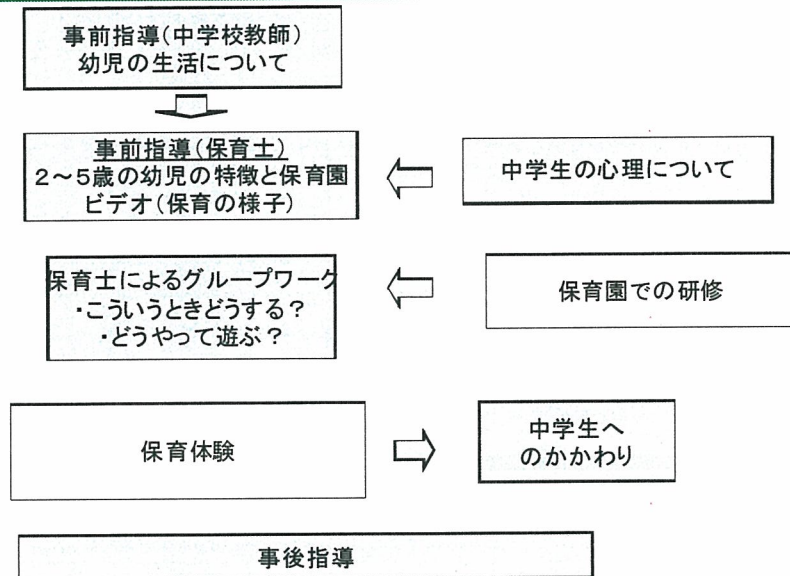 事前指導(中学校教師)
幼児の生活について
事前指導(保育士)
2～5歳の幼児の特徴と保育園
ビデオ(保育の様子)
中学生の心理について
保育士によるグループワーク
・こういうときどうする？
・どうやって遊ぶ？
保育園での研修
保育体験
中学生へ
のかかわり
事後指導